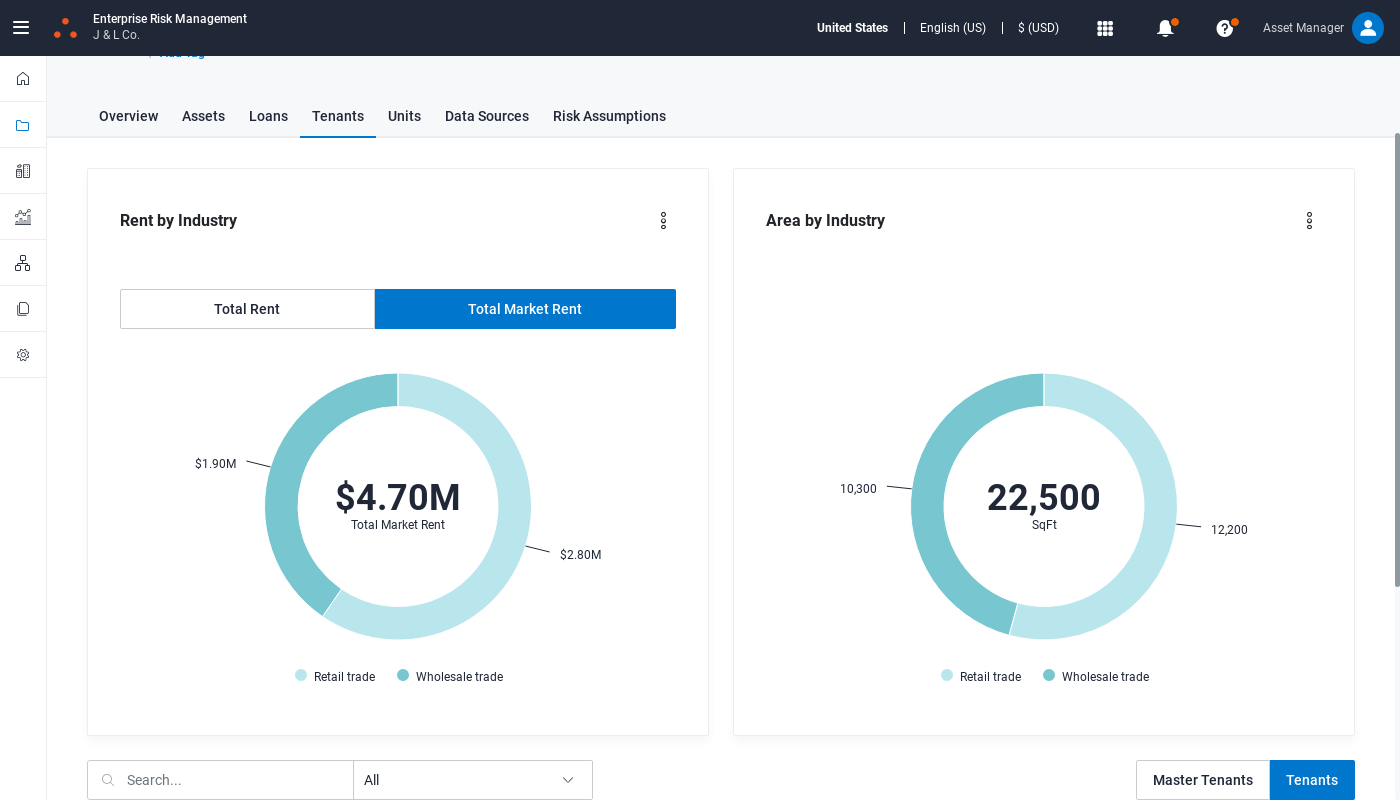 Enterprise Risk Management
J & L Co.
United States
English (US)
$ (USD)
Asset Manager
Add Tag
Overview
Assets
Loans
Tenants
Units
Data Sources
Risk Assumptions
Rent by Industry
Total Rent
Total Market Rent
$1.90M
$4.70M
Total Market Rent
$2.80M
Retail trade
Wholesale trade
Area by Industry
10,300
22,500
SqFt
12,200
Retail trade
Wholesale trade
Search...
All
Master Tenants
Tenants